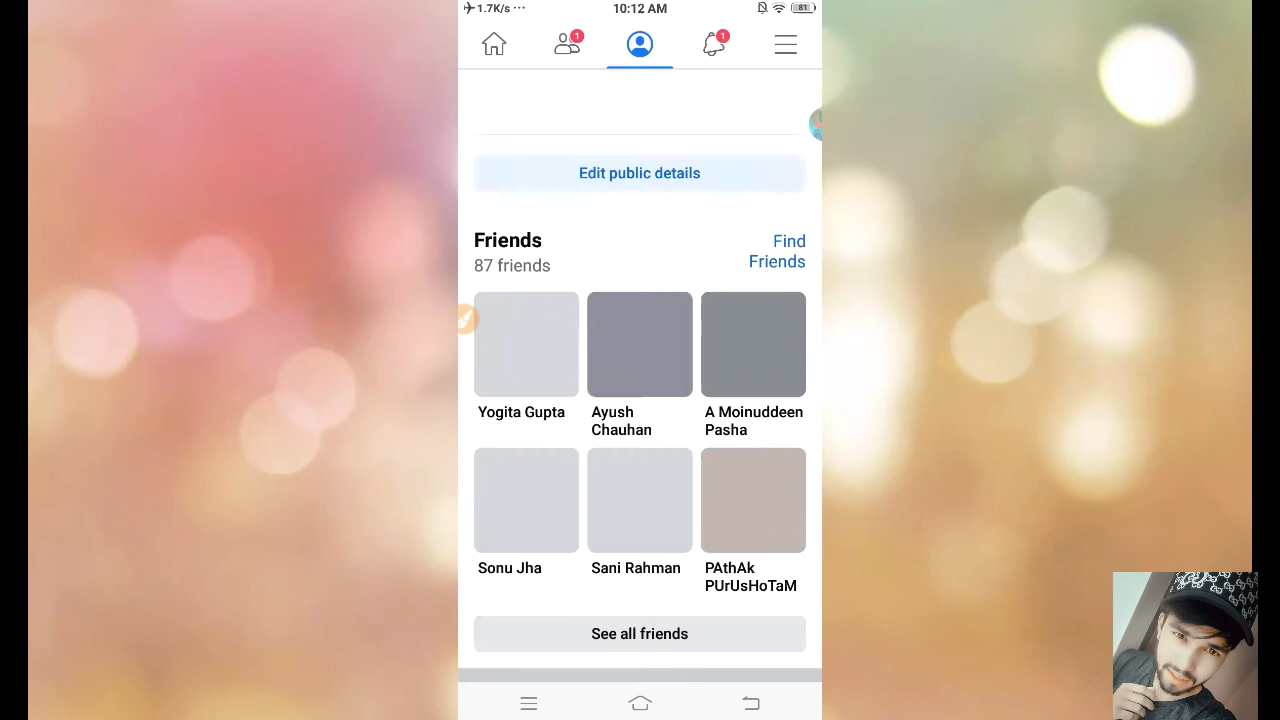 1.7K/s ···
10:12 AM
81
1
1
Edit public details
Friends
87 friends
Find
Friends
Yogita Gupta
Ayush
Chauhan
A Moinuddeen
Pasha
Sonu Jha
Sani Rahman
PAthAk
PUrUsHoTaM
See all friends